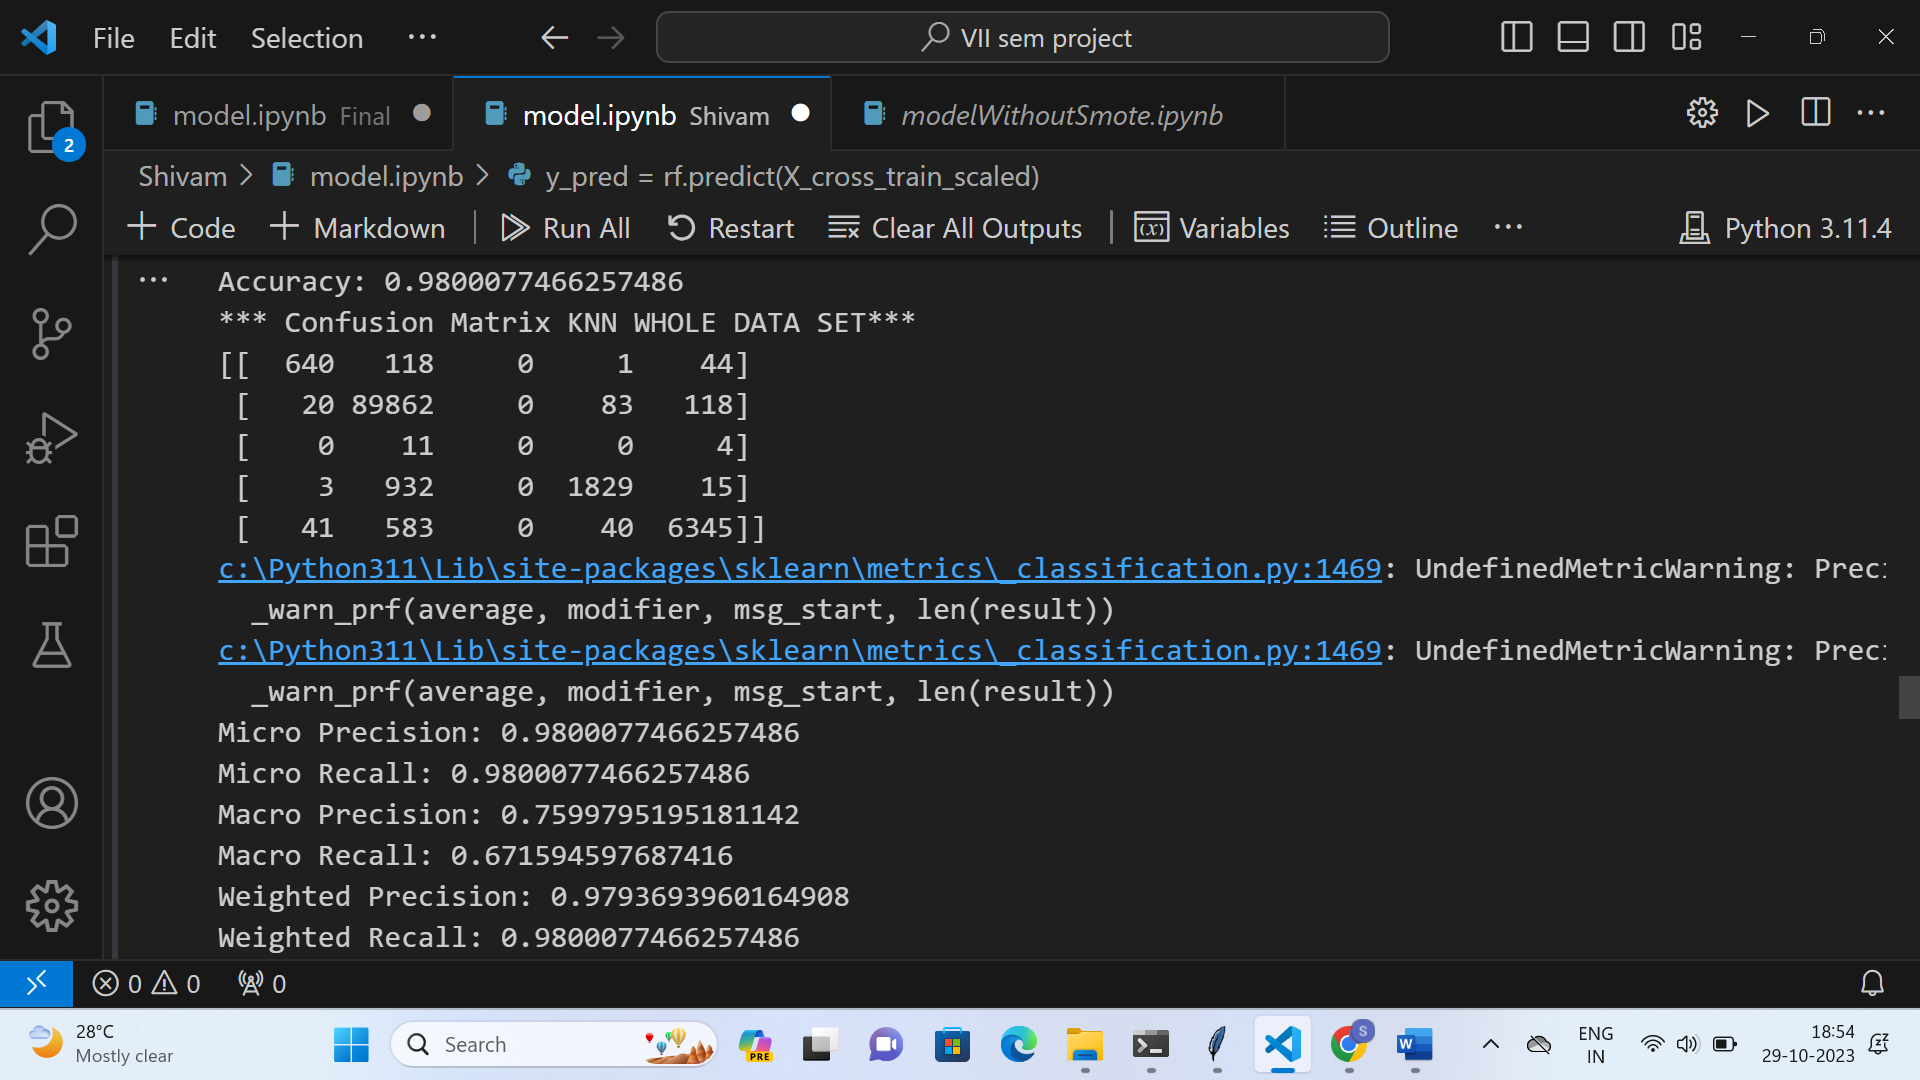 File Edit Selection ··· VII sem project
model.ipynb Final model.ipynb Shivam modelWithoutSmote.ipynb ···
2
Shivam > model.ipynb > y_pred = rf.predict(X_cross_train_scaled)
+ Code + Markdown | Run All Restart Clear All Outputs | (x) Variables Outline ··· Python 3.11.4
··· Accuracy: 0.9800077466257486
*** Confusion Matrix KNN WHOLE DATA SET***
[[ 640 118 0 1 44]
[ 20 89862 0 83 118]
[ 0 11 0 0 4]
[ 3 932 0 1829 15]
[ 41 583 0 40 6345]]
c:\Python311\Lib\site-packages\sklearn\metrics\_classification.py:1469: UndefinedMetricWarning: Preci
_warn_prf(average, modifier, msg_start, len(result))
c:\Python311\Lib\site-packages\sklearn\metrics\_classification.py:1469: UndefinedMetricWarning: Preci
_warn_prf(average, modifier, msg_start, len(result))
Micro Precision: 0.9800077466257486
Micro Recall: 0.9800077466257486
Macro Precision: 0.7599795195181142
Macro Recall: 0.671594597687416
Weighted Precision: 0.9793693960164908
Weighted Recall: 0.9800077466257486
0 0 0
28°C
Mostly clear
Search
PRE
S
W
ENG
IN
18:54
29-10-2023